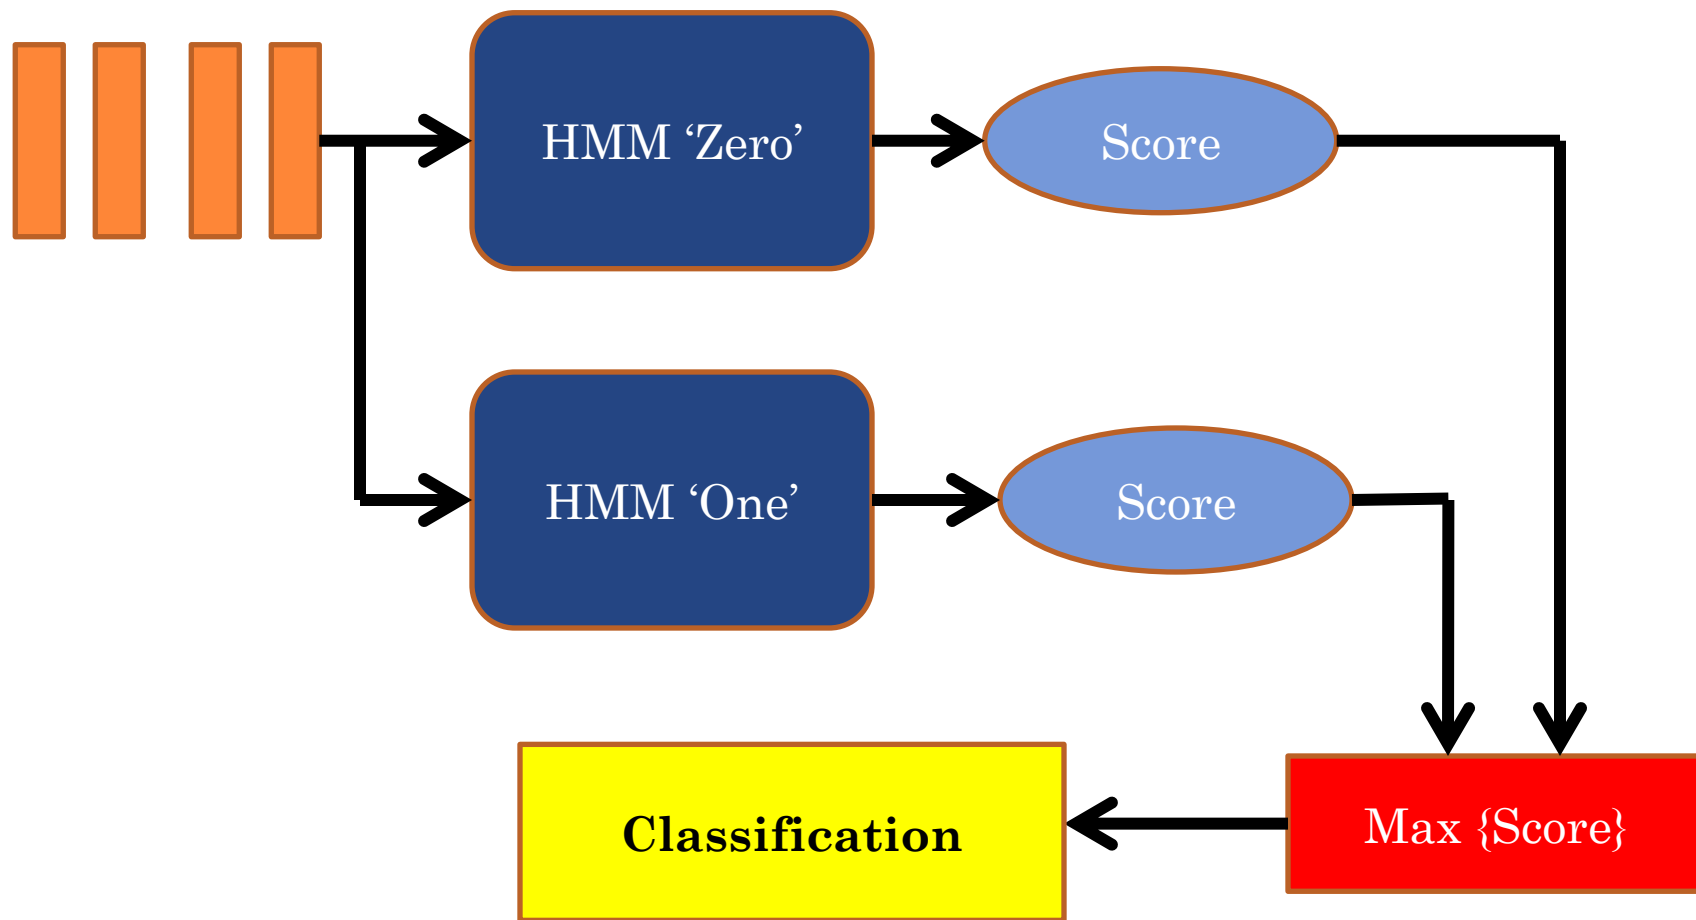 HMM ‘Zero’
Score
HMM ‘One’
Score
Classification
Max {Score}